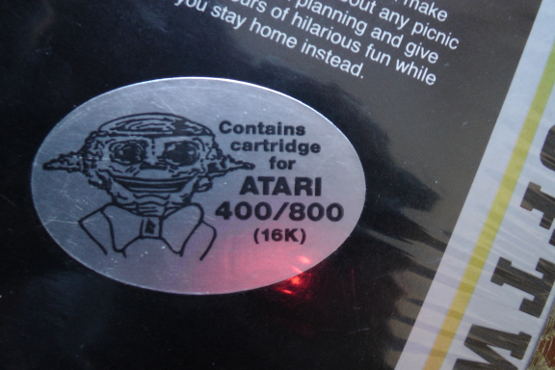 make
bout any picnic
planning and give
ours of hilarious fun while
you stay home instead.
Contains
cartridge
for
ATARI
400/800
(16K)